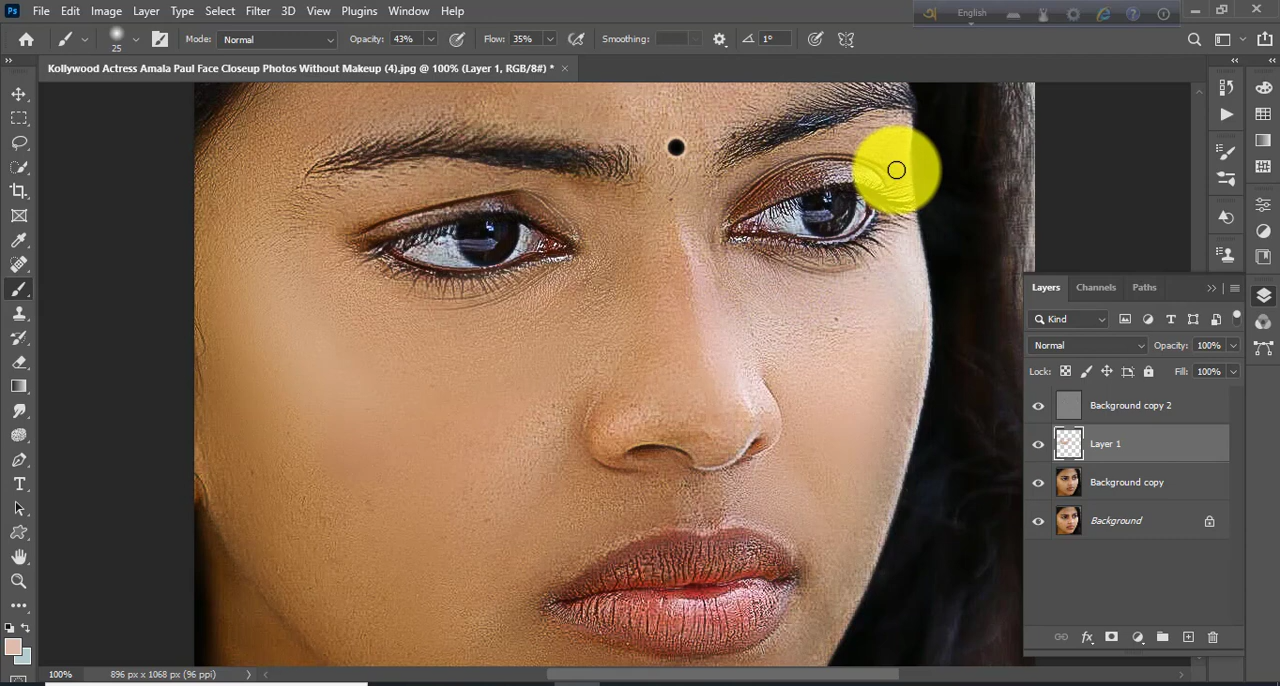 Ps File Edit Image Layer Type Select Filter 3D View Plugins Window Help
English
25 Mode: Normal Opacity: 43% Flow: 35% Smoothing: 1°
Kollywood Actress Amala Paul Face Closeup Photos Without Makeup (4).jpg @ 100% (Layer 1, RGB/8#) * ×
Layers Channels Paths
Kind
Normal Opacity: 100%
Lock: Fill: 100%
Background copy 2
Layer 1
Background copy
Background
fx
100% 896 px x 1068 px (96 ppi)